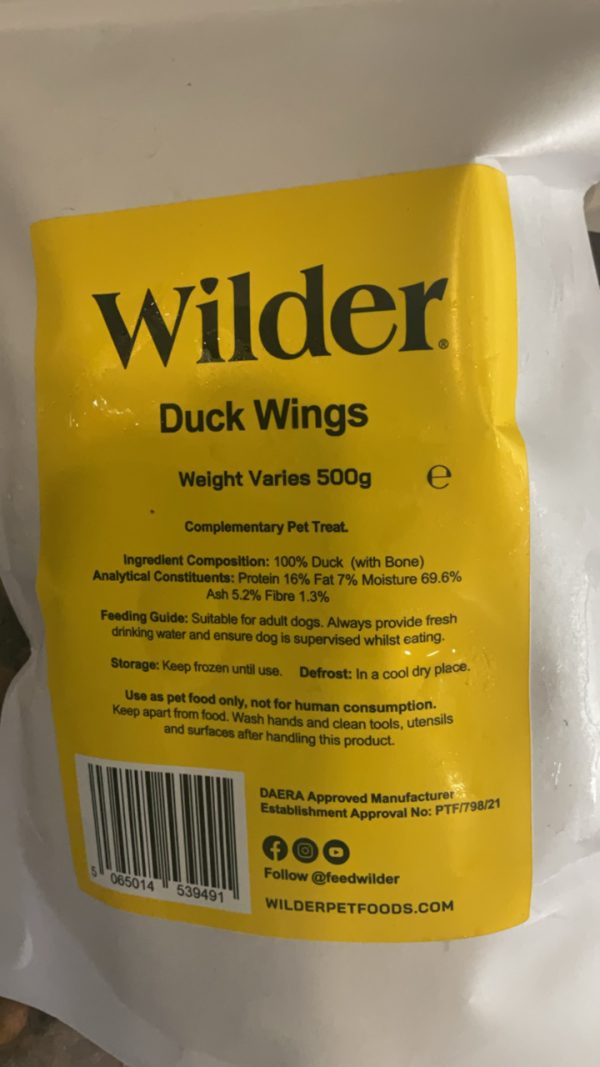 Wilder®
Duck Wings
Weight Varies 500g ℮
Complementary Pet Treat.
Ingredient Composition: 100% Duck (with Bone)
Analytical Constituents: Protein 16% Fat 7% Moisture 69.6%
Ash 5.2% Fibre 1.3%
Feeding Guide: Suitable for adult dogs. Always provide fresh
drinking water and ensure dog is supervised whilst eating.
Storage: Keep frozen until use. Defrost: In a cool dry place.
Use as pet food only, not for human consumption.
Keep apart from food. Wash hands and clean tools, utensils
and surfaces after handling this product.
DAERA Approved Manufacturer
Establishment Approval No: PTF/798/21
Follow @feedwilder
WILDERPETFOODS.COM
5 065014 539491